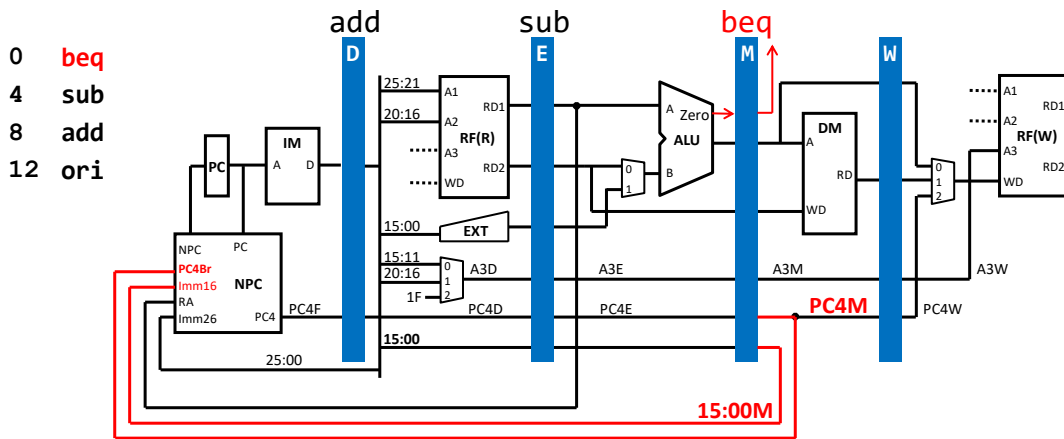 add sub beq
D E M W
0 beq
4 sub
8 add
12 ori
25:21
20:16
A1
A2
A3
WD
RD1
RD2
RF(R)
IM
A D
PC
A
B
Zero
ALU
0
1
DM
A
RD
WD
0
1
2
A1
A2
A3
WD
RD1
RD2
RF(W)
15:00
EXT
NPC
PC
PC4Br
Imm16
RA
Imm26
NPC
PC4
15:11
20:16
1F
0
1
2
A3D A3E A3M A3W
PC4F PC4D PC4E PC4M PC4W
15:00
25:00
15:00M